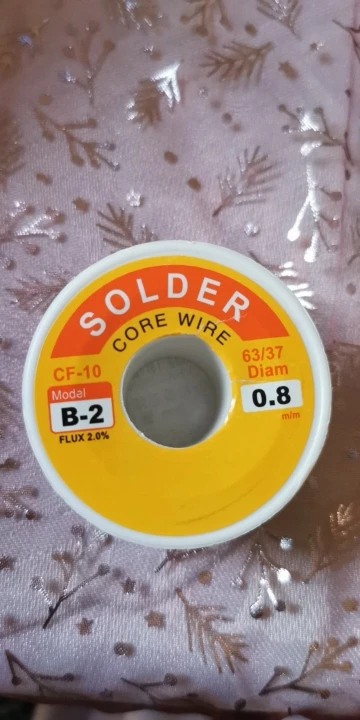 SOLDER
CORE WIRE
CF-10
63/37
Diam
Modal
B-2
0.8
FLUX 2.0%
m/m